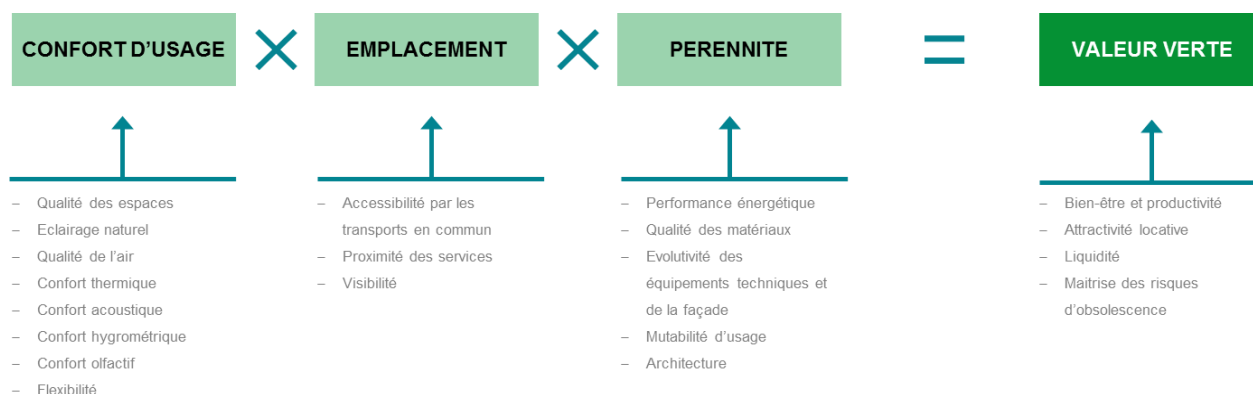 CONFORT D'USAGE
×
EMPLACEMENT
×
PERENNITE
=
VALEUR VERTE
– Qualité des espaces
– Eclairage naturel
– Qualité de l'air
– Confort thermique
– Confort acoustique
– Confort hygrométrique
– Confort olfactif
– Flexibilité
– Accessibilité par les
transports en commun
– Proximité des services
– Visibilité
– Performance énergétique
– Qualité des matériaux
– Evolutivité des
équipements techniques et
de la façade
– Mutabilité d'usage
– Architecture
– Bien-être et productivité
– Attractivité locative
– Liquidité
– Maitrise des risques
d'obsolescence